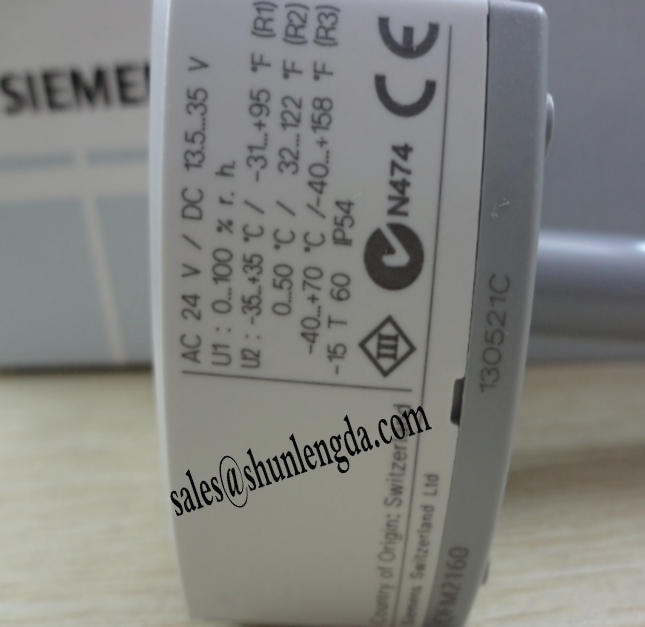 SIEMEN
AC 24 V / DC 13.5...35 V
U1 : 0...100 % r. h.
U2 : -35...+35 °C / -31...+95 °F (R1)
0...50 °C / 32...122 °F (R2)
-40...+70 °C /-40...+158 °F (R3)
-15 T 60 IP54
III
N474
CE
130521C
sales@shunlengda.com
Country of Origin: Switzerland
Siemens Switzerland Ltd